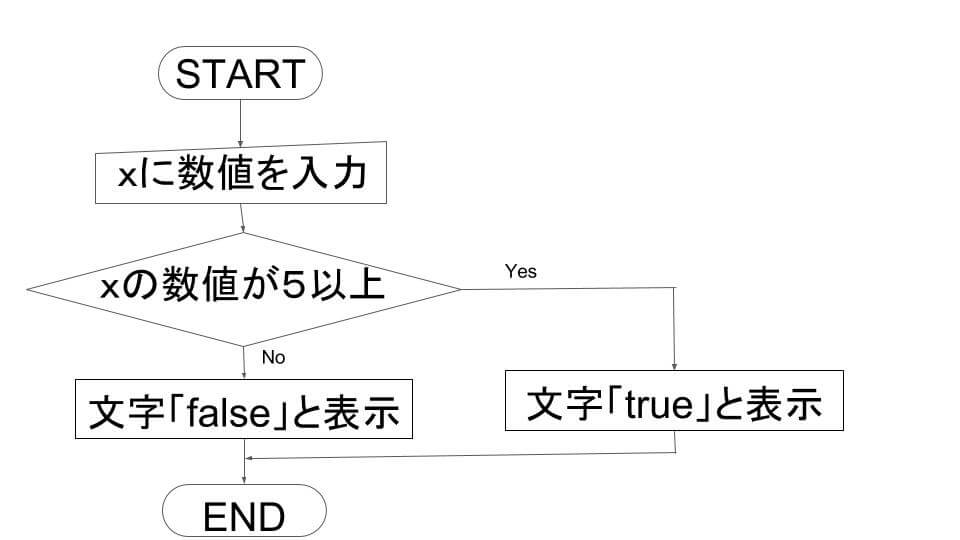 START
xに数値を入力
xの数値が５以上
Yes
No
文字「false」と表示
文字「true」と表示
END